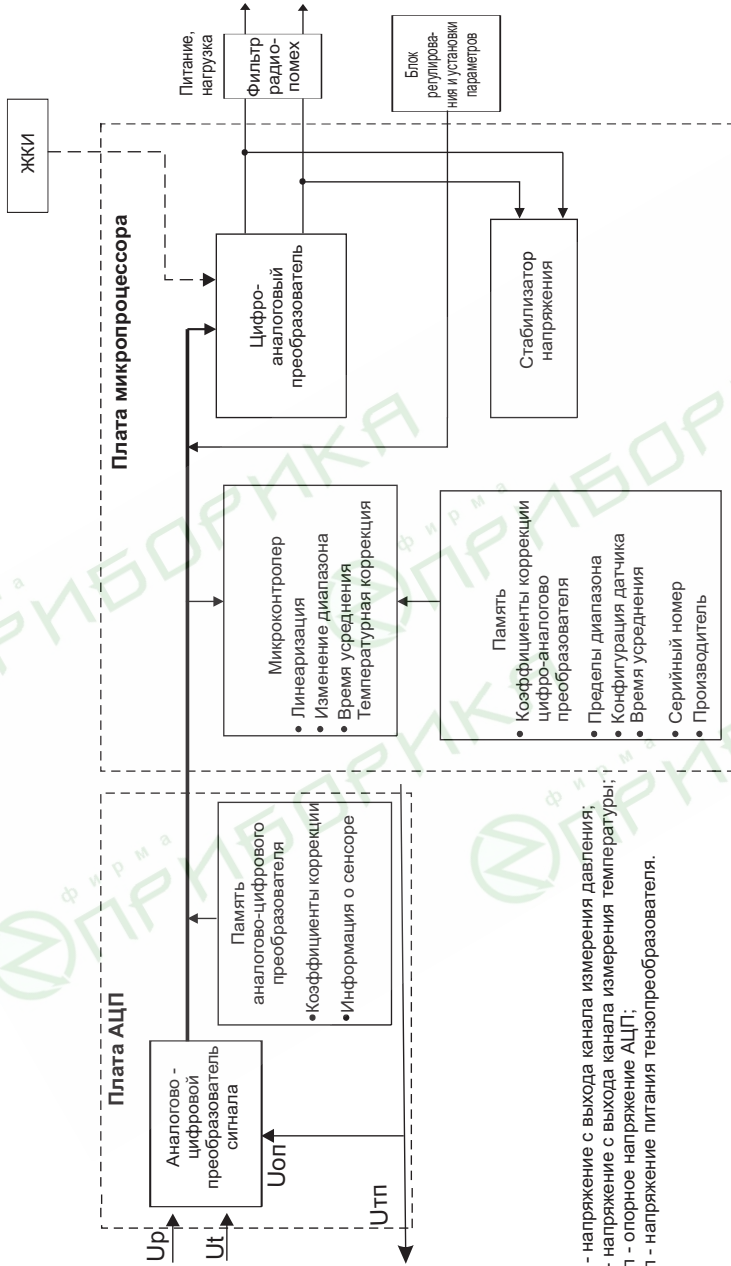 ЖКИ
Плата микропроцессора
Питание,
нагрузка
Фильтр
радио-
помех
Блок
регулирова-
ния и установки
параметров
Цифро-
аналоговый
преобразователь
Стабилизатор
напряжения
Микроконтролер
• Линеаризация
• Изменение диапазона
• Время усреднения
Температурная коррекция
Память
• Коэффициенты коррекции
цифро-аналогово
преобразователя
• Пределы диапазона
• Конфигурация датчика
• Время усреднения
• Серийный номер
• Производитель
Плата АЦП
Аналогово -
цифровой
преобразователь
сигнала
Память
аналогово-цифрового
преобразователя
•Коэффициенты коррекции
•Информация о сенсоре
Up
Ut
Uоп
Uтп
- напряжение с выхода канала измерения давления;
- напряжение с выхода канала измерения температуры;
п - опорное напряжение АЦП;
п - напряжение питания тензопреобразователя.
фирма
ПРИБОРИКА
фирма
ПРИБОРИКА